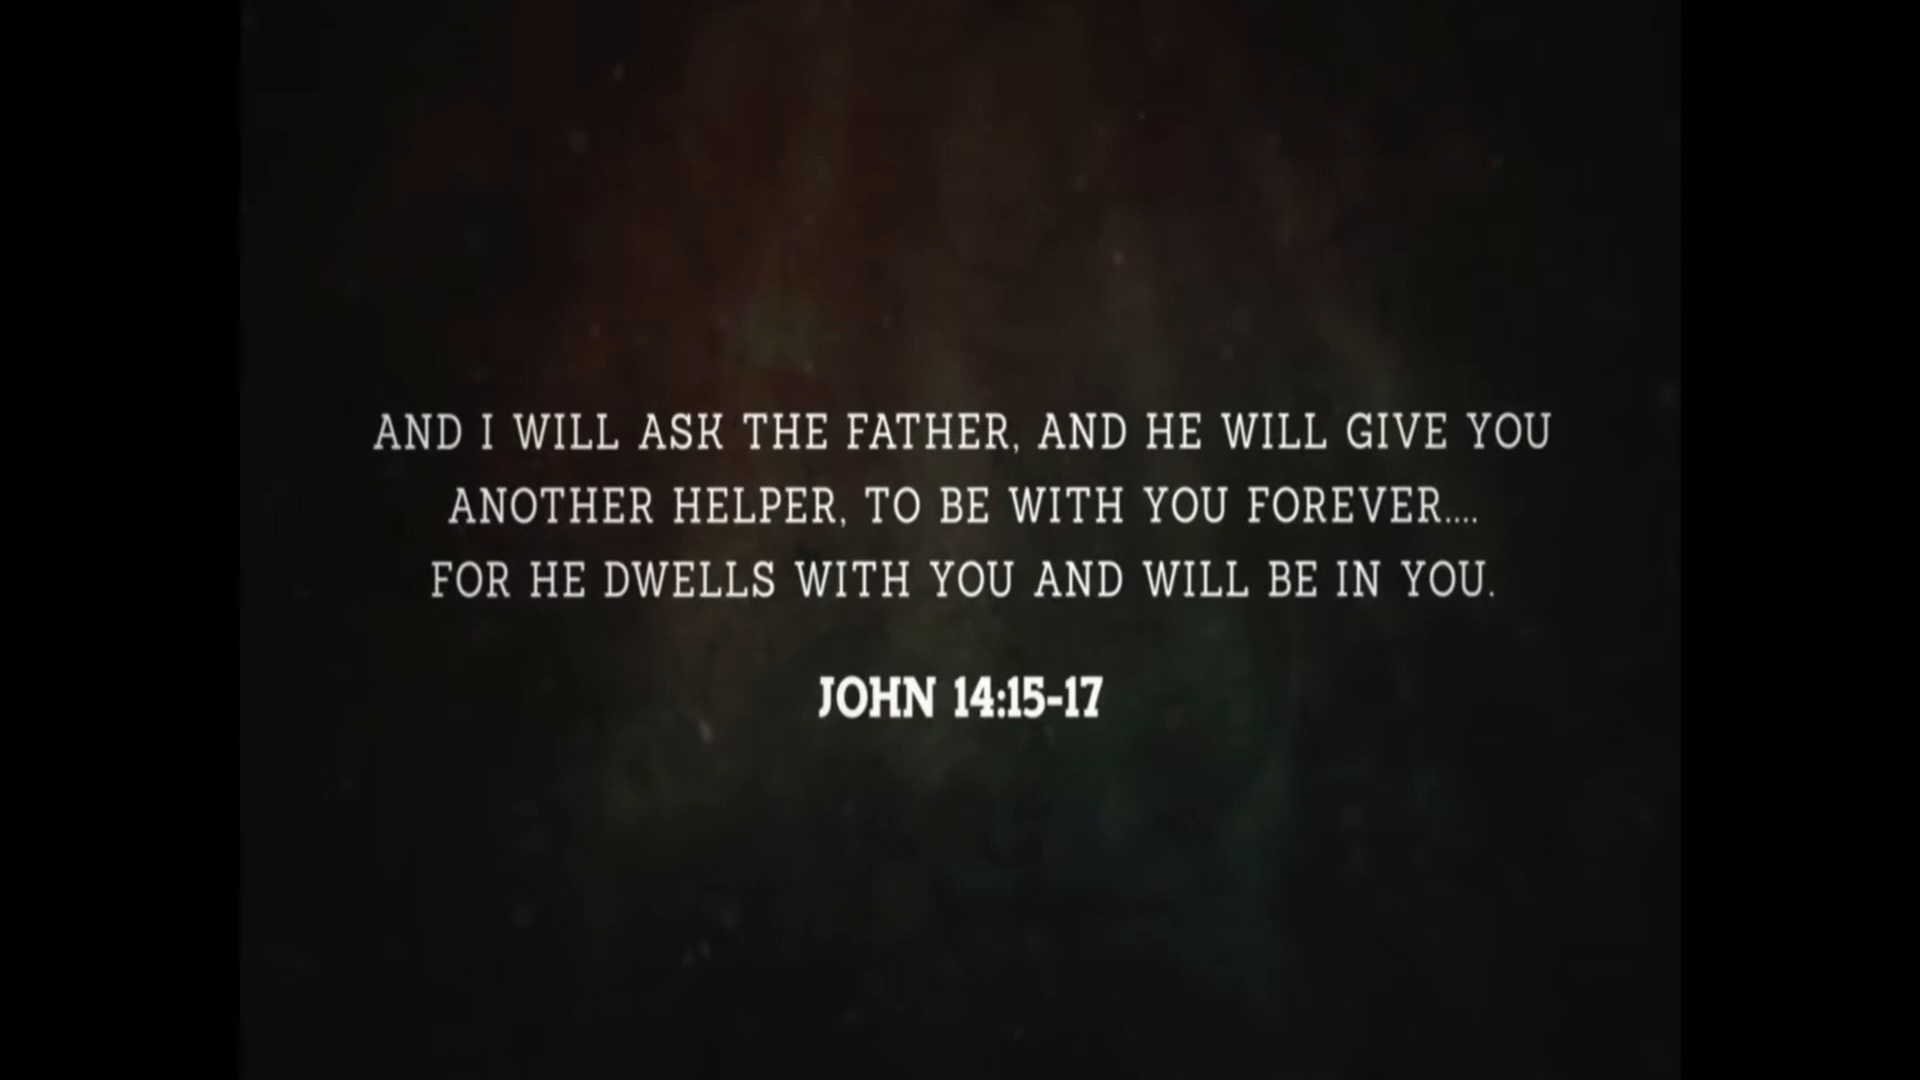 AND I WILL ASK THE FATHER, AND HE WILL GIVE YOU
ANOTHER HELPER, TO BE WITH YOU FOREVER....
FOR HE DWELLS WITH YOU AND WILL BE IN YOU.
JOHN 14:15-17